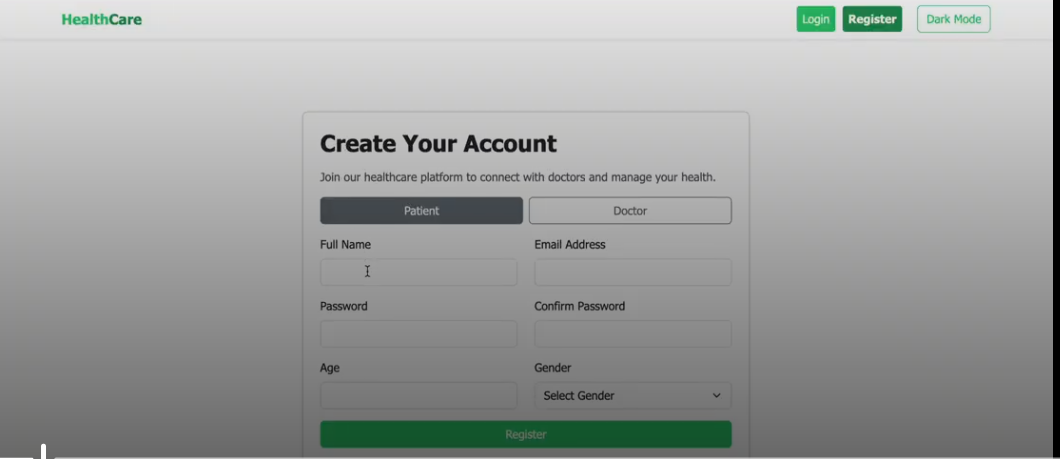 HealthCare Login Register Dark Mode
Create Your Account
Join our healthcare platform to connect with doctors and manage your health.
Patient Doctor
Full Name Email Address
Password Confirm Password
Age Gender
Select Gender
Register